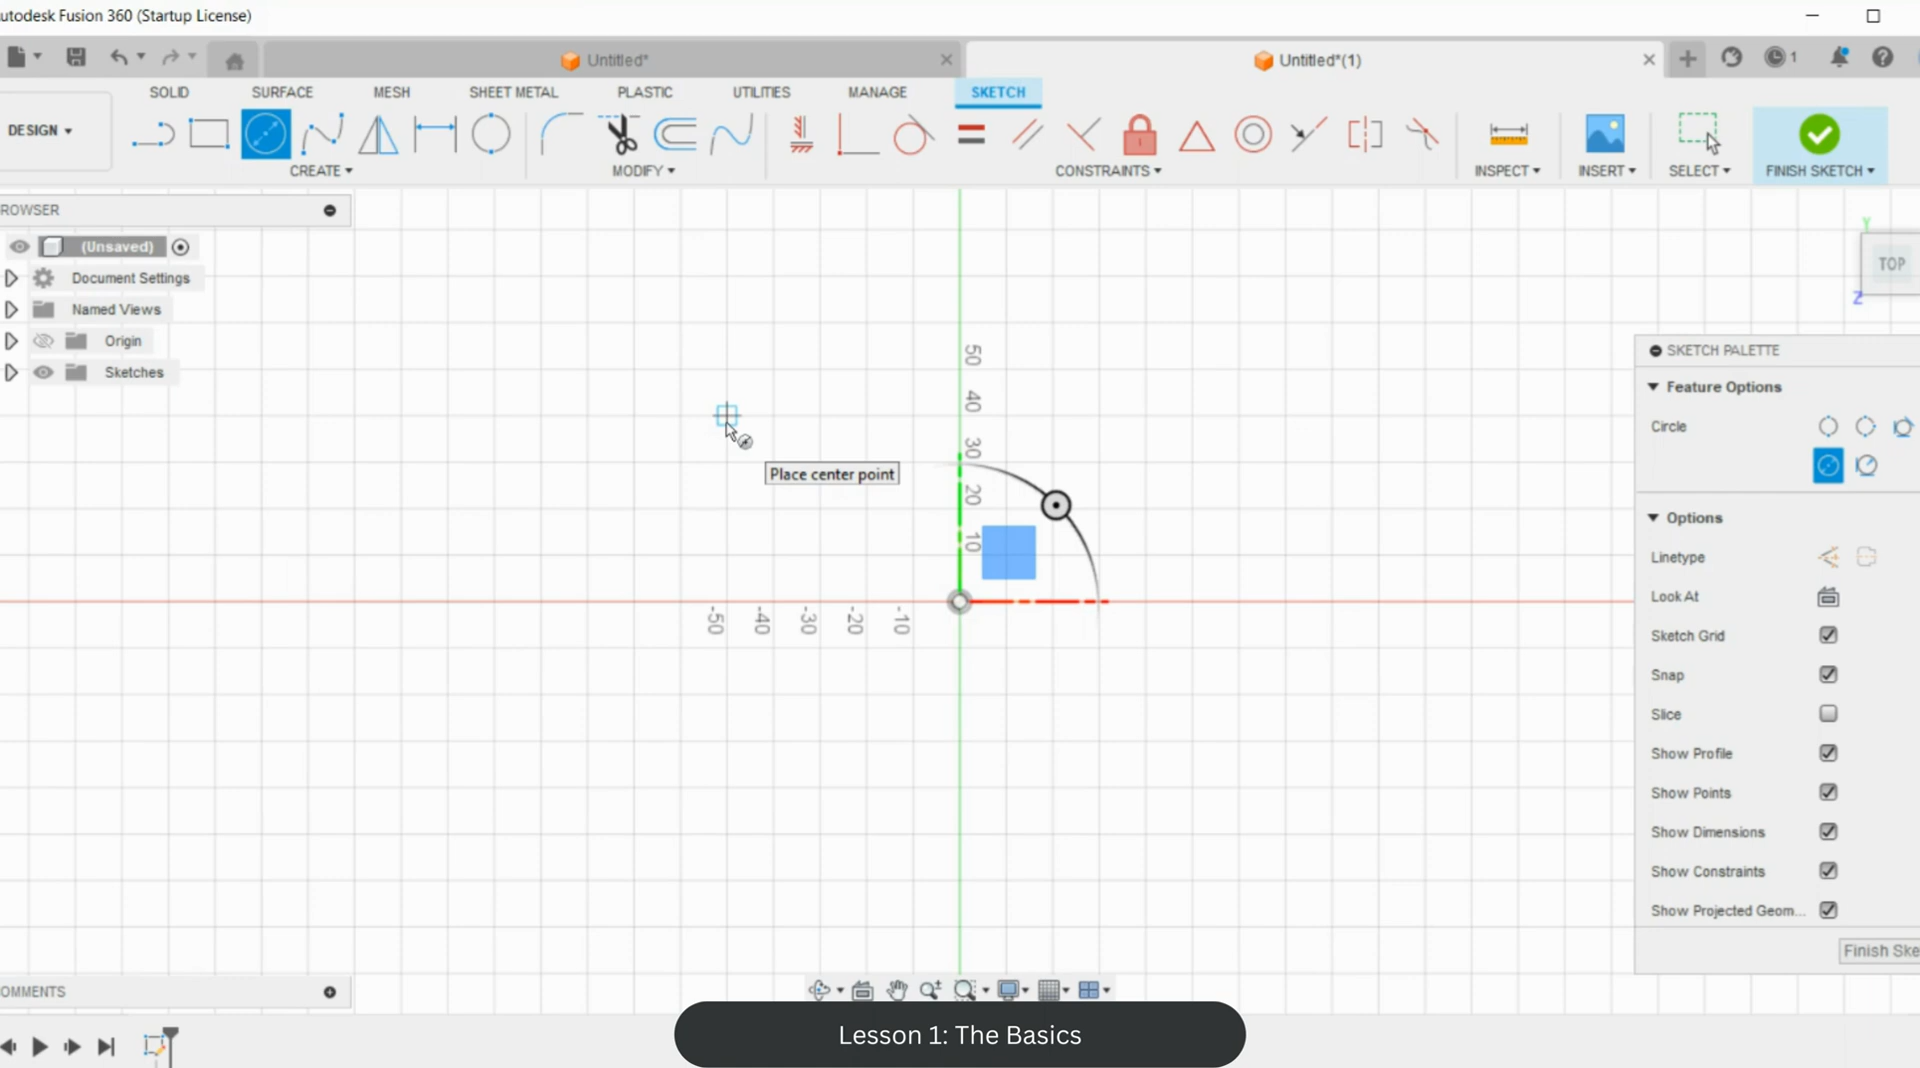 utodesk Fusion 360 (Startup License)
Untitled*
Untitled*(1)
1
SOLID
SURFACE
MESH
SHEET METAL
PLASTIC
UTILITIES
MANAGE
SKETCH
DESIGN
CREATE
MODIFY
CONSTRAINTS
INSPECT
INSERT
SELECT
FINISH SKETCH
ROWSER
(Unsaved)
Document Settings
Named Views
Origin
Sketches
Y
TOP
Z
50
40
30
20
10
-50
-40
-30
-20
-10
Place center point
SKETCH PALETTE
Feature Options
Circle
Options
Linetype
Look At
Sketch Grid
Snap
Slice
Show Profile
Show Points
Show Dimensions
Show Constraints
Show Projected Geom...
Finish Ske
OMMENTS
Lesson 1: The Basics